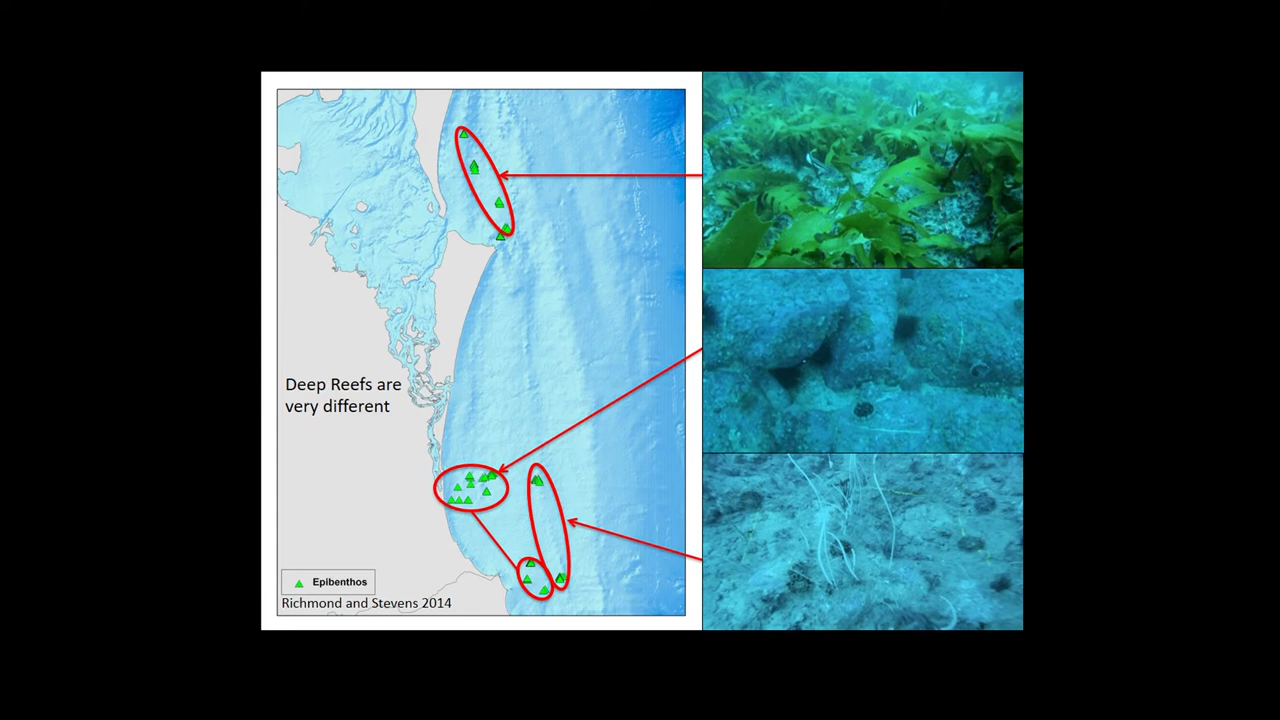 Deep Reefs are
very different
Epibenthos
Richmond and Stevens 2014